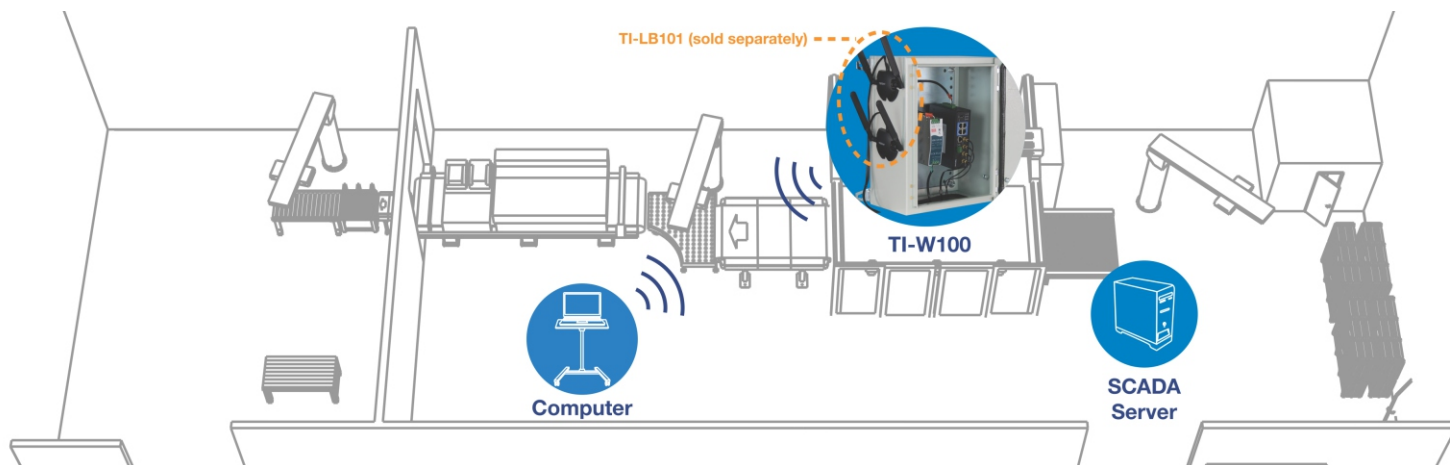 TI-LB101 (sold separately)
TI-W100
Computer
SCADA
Server